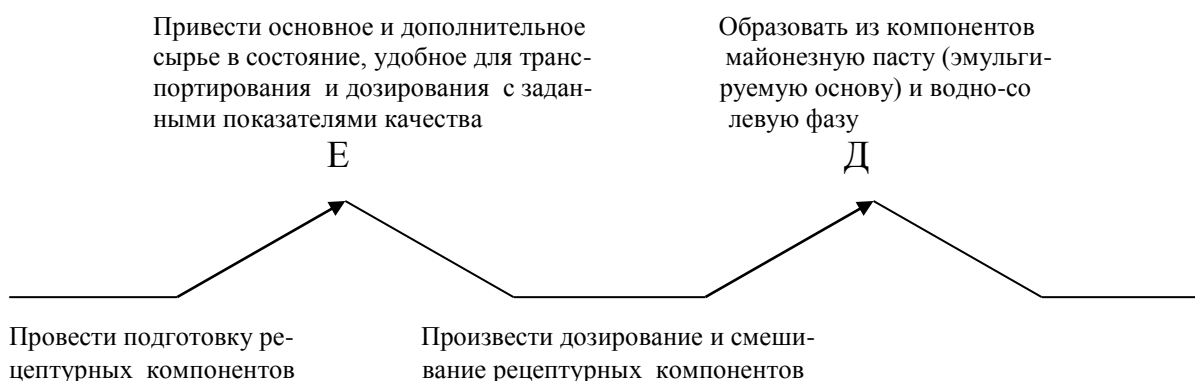 Привести основное и дополнительное
сырье в состояние, удобное для транс-
портирования и дозирования с задан-
ными показателями качества
Образовать из компонентов
майонезную пасту (эмульги-
руемую основу) и водно-со
левую фазу
Е
Д
Провести подготовку ре-
цептурных компонентов
Произвести дозирование и смеши-
вание рецептурных компонентов